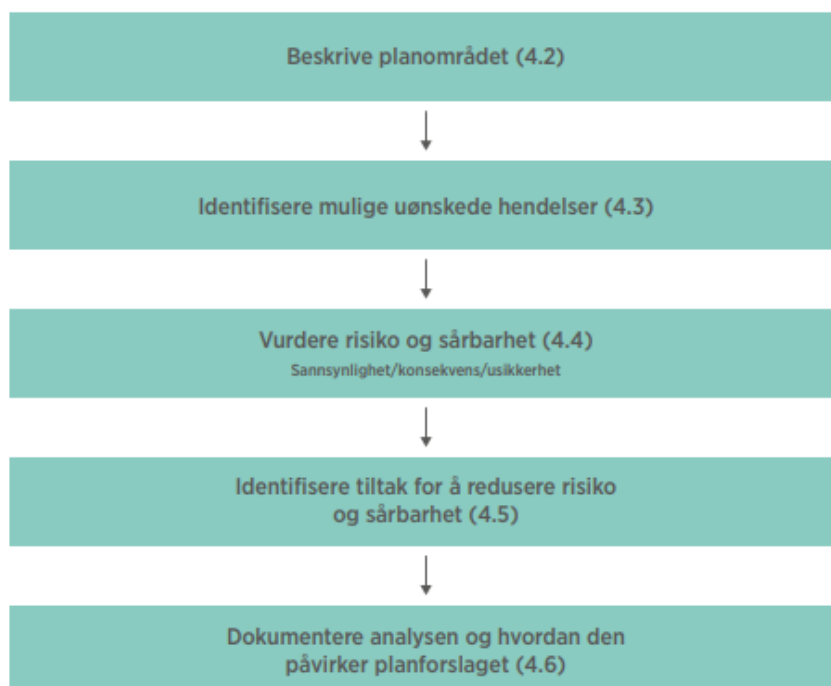 Beskrive planområdet (4.2)
Identifisere mulige uønskede hendelser (4.3)
Vurdere risiko og sårbarhet (4.4)
Sannsynlighet/konsekvens/usikkerhet
Identifisere tiltak for å redusere risiko
og sårbarhet (4.5)
Dokumentere analysen og hvordan den
påvirker planforslaget (4.6)